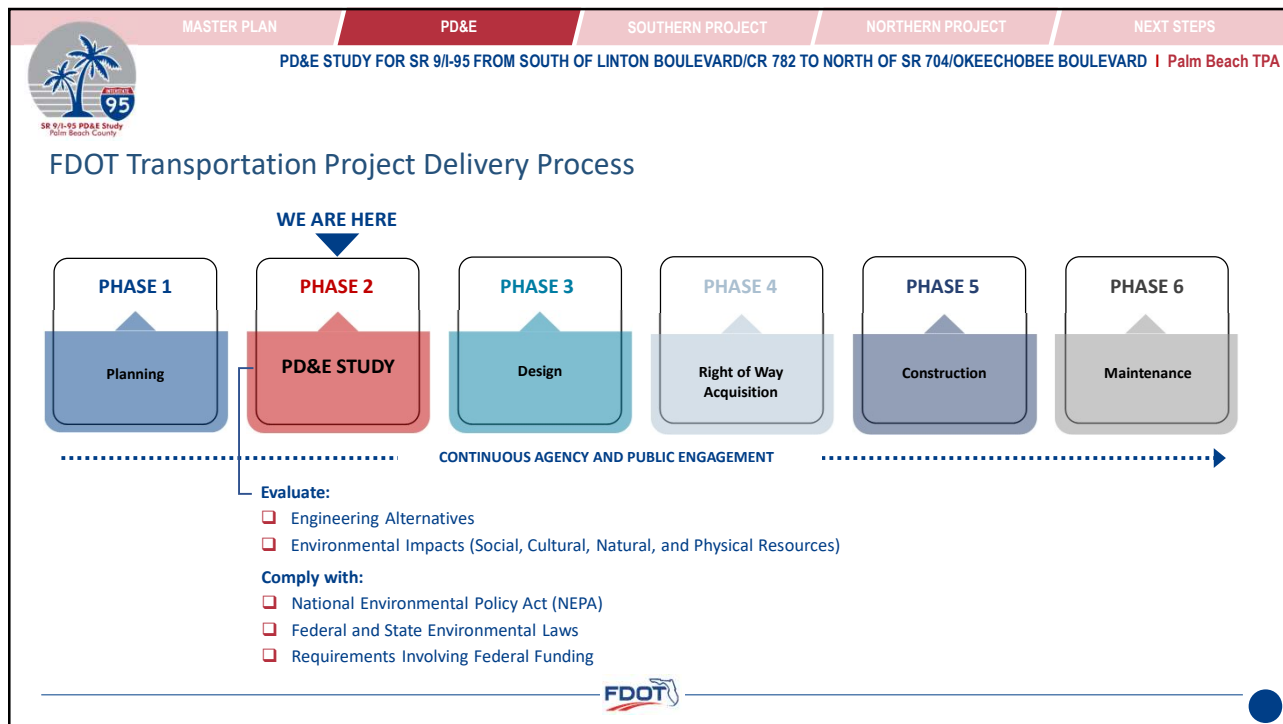 MASTER PLAN
PD&E
SOUTHERN PROJECT
NORTHERN PROJECT
NEXT STEPS
PD&E STUDY FOR SR 9/I-95 FROM SOUTH OF LINTON BOULEVARD/CR 782 TO NORTH OF SR 704/OKEECHOBEE BOULEVARD I Palm Beach TPA
INTERSTATE
95
SR 9/I-95 PD&E Study
Palm Beach County
FDOT Transportation Project Delivery Process
WE ARE HERE
PHASE 1
Planning
PHASE 2
PD&E STUDY
PHASE 3
Design
PHASE 4
Right of Way
Acquisition
PHASE 5
Construction
PHASE 6
Maintenance
CONTINUOUS AGENCY AND PUBLIC ENGAGEMENT
Evaluate:
❑ Engineering Alternatives
❑ Environmental Impacts (Social, Cultural, Natural, and Physical Resources)
Comply with:
❑ National Environmental Policy Act (NEPA)
❑ Federal and State Environmental Laws
❑ Requirements Involving Federal Funding
FDOT